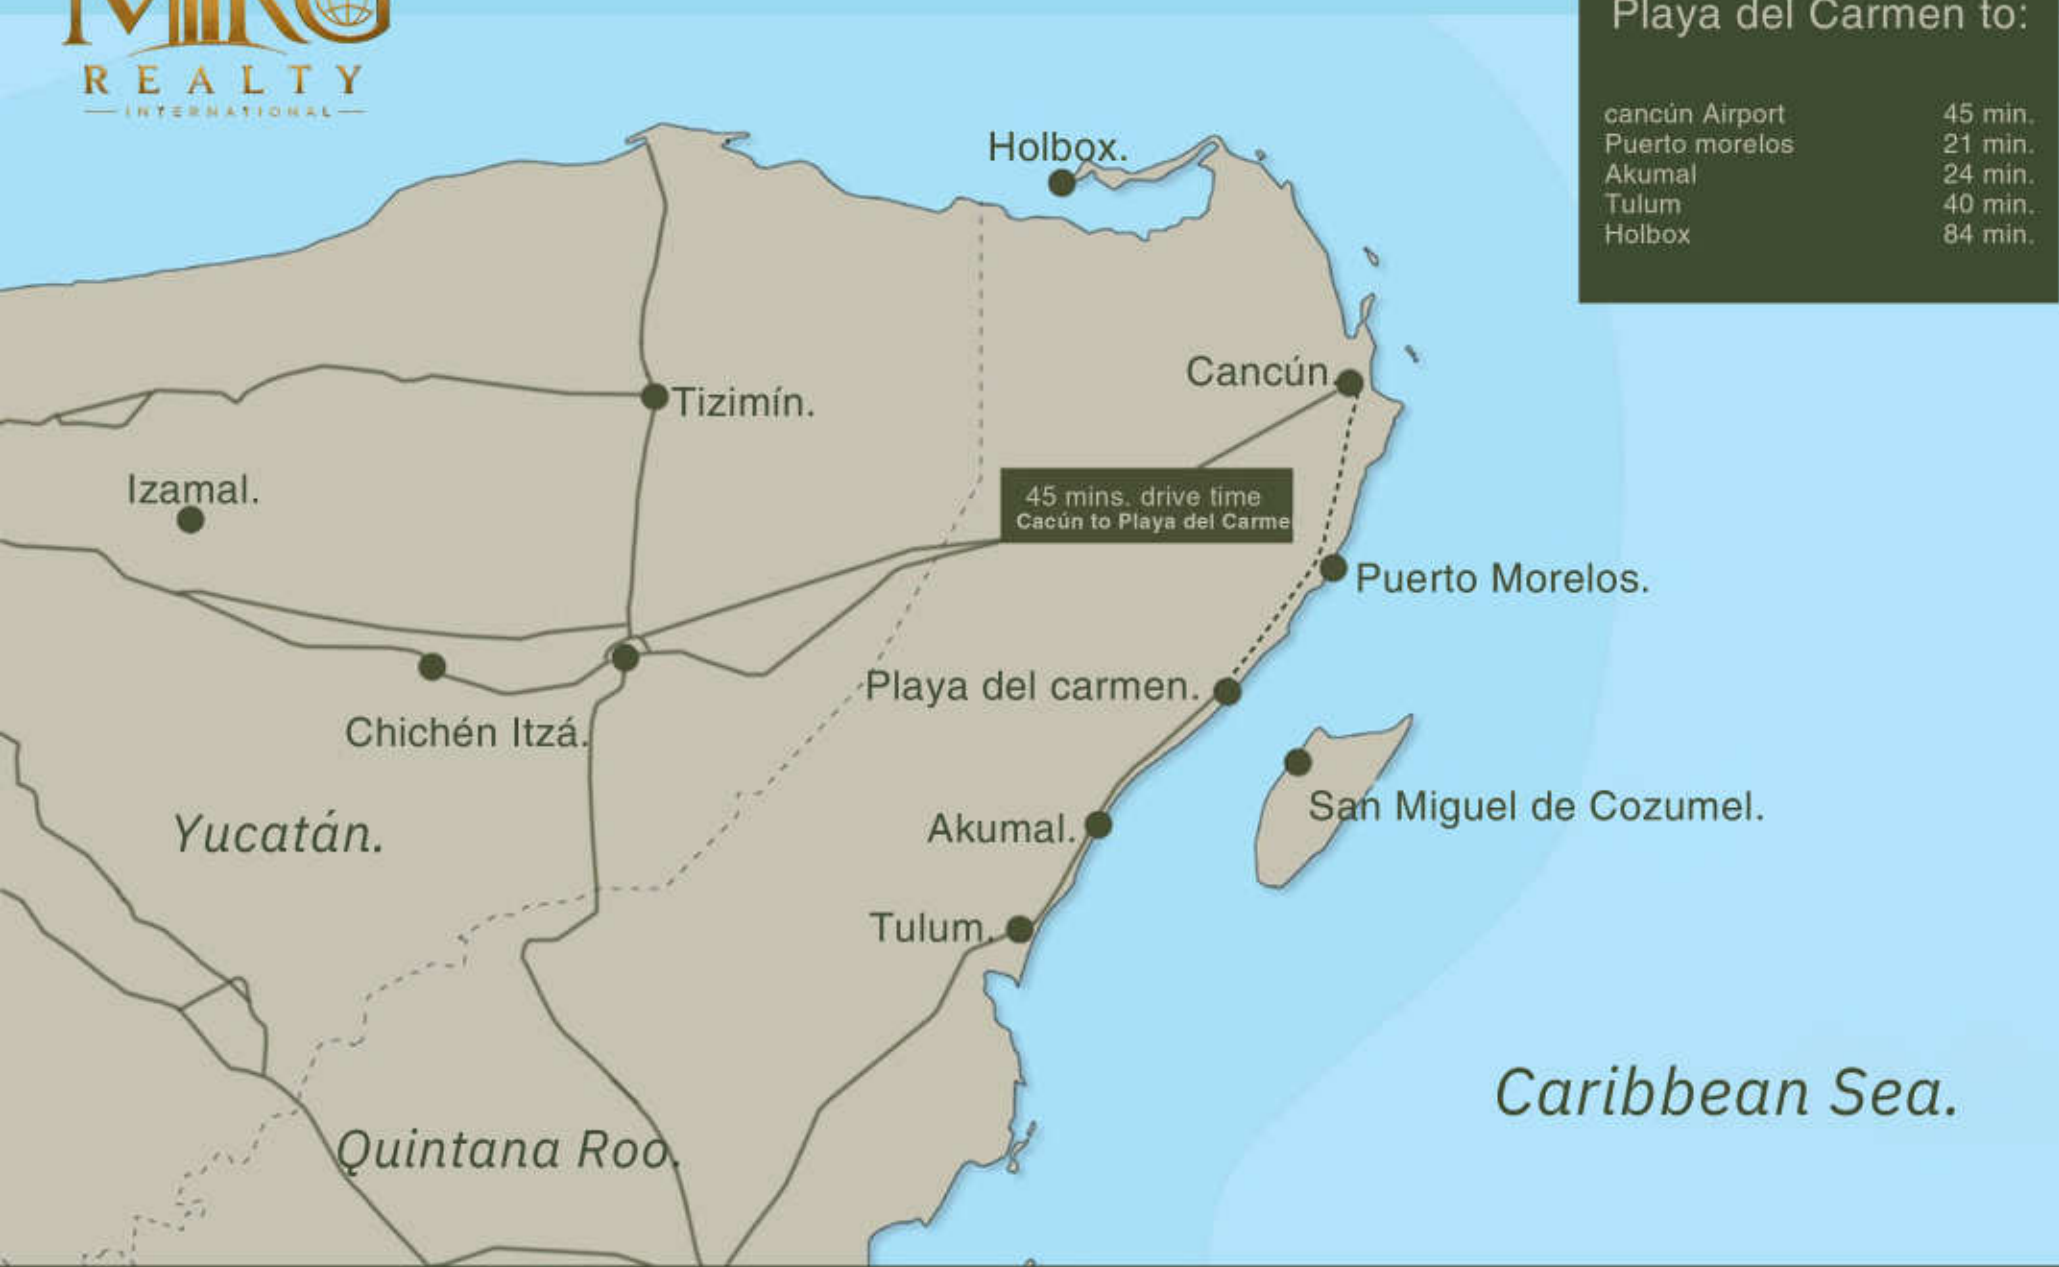 MIRO
REALTY
INTERNATIONAL
Playa del Carmen to:
cancún Airport 45 min.
Puerto morelos 21 min.
Akumal 24 min.
Tulum 40 min.
Holbox 84 min.
Holbox.
Cancún.
Tizimín.
Izamal.
45 mins. drive time
Cacún to Playa del Carme
Puerto Morelos.
Playa del carmen.
Chichén Itzá.
San Miguel de Cozumel.
Yucatán.
Akumal.
Tulum.
Caribbean Sea.
Quintana Roo.